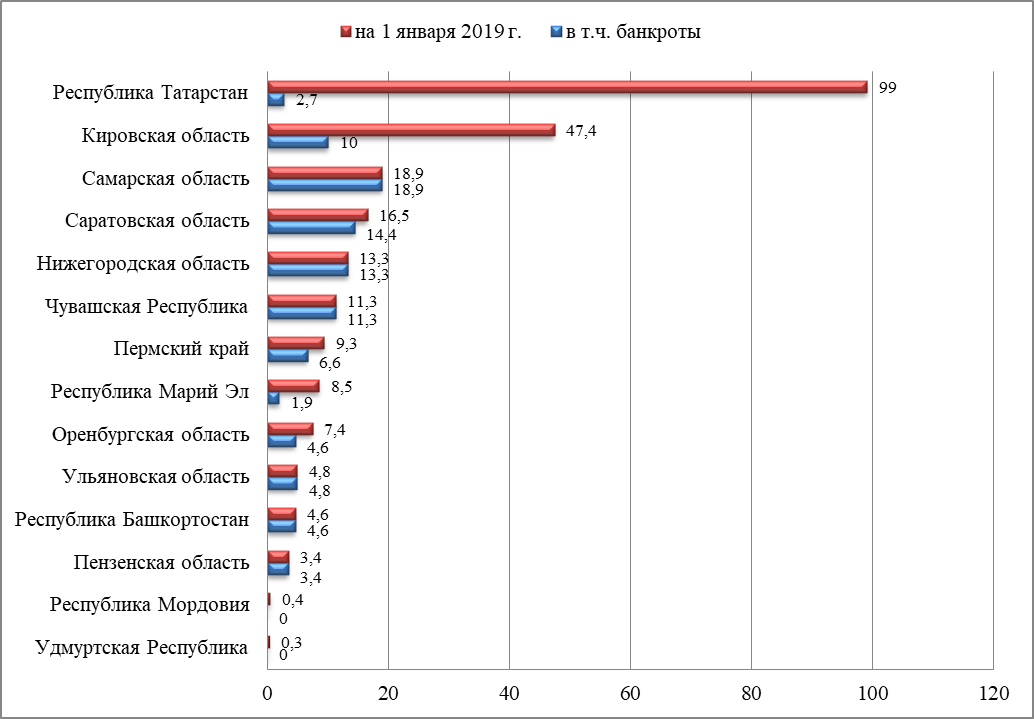 на 1 января 2019 г. в т.ч. банкроты
Республика Татарстан 99
2,7
Кировская область 47,4
10
Самарская область 18,9
18,9
Саратовская область 16,5
14,4
Нижегородская область 13,3
13,3
Чувашская Республика 11,3
11,3
Пермский край 9,3
6,6
Республика Марий Эл 8,5
1,9
Оренбургская область 7,4
4,6
Ульяновская область 4,8
4,8
Республика Башкортостан 4,6
4,6
Пензенская область 3,4
3,4
Республика Мордовия 0,4
0
Удмуртская Республика 0,3
0
0 20 40 60 80 100 120